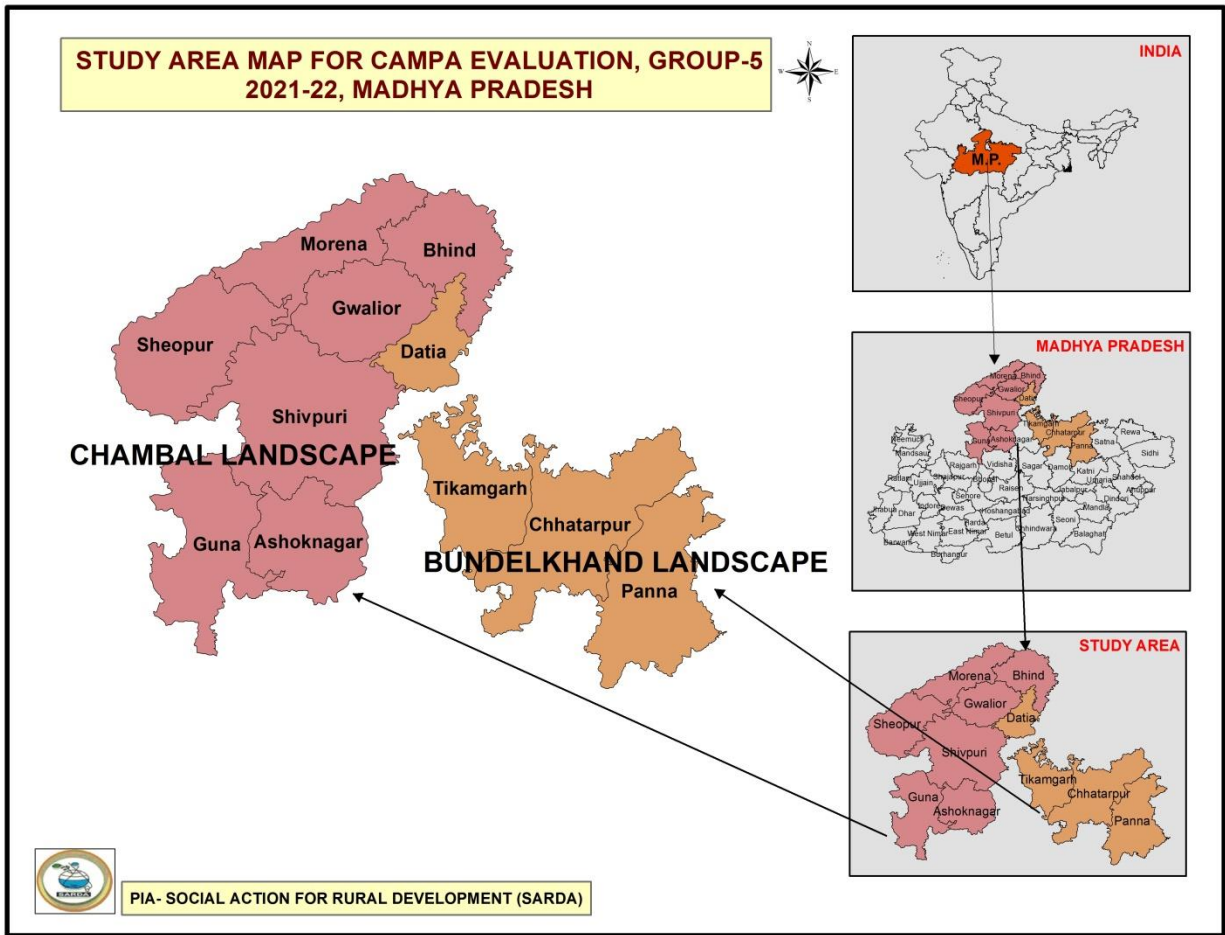 STUDY AREA MAP FOR CAMPA EVALUATION, GROUP-5
2021-22, MADHYA PRADESH
N
W
E
S
Morena
Bhind
Gwalior
Sheopur
Datia
Shivpuri
CHAMBAL LANDSCAPE
Tikamgarh
Chhatarpur
Guna
Ashoknagar
BUNDELKHAND LANDSCAPE
Panna
INDIA
M.P.
MADHYA PRADESH
Morena
Bhind
Gwalior
Sheopur
Datia
Shivpuri
Tikamgarh
Chhatarpur
Guna
Ashoknagar
Panna
Satna
Rewa
Sidhi
Neemuch
Mandsau
Rajgarh
Vidisha
Sagar
Damoh
Katni
Umaria
Shahdol
Ratlam
Ujjain
Shajapur
Bhopal
Raisen
Jabalpur
Anuppur
Dindori
Sehore
Narsinghpur
Mandla
Jhabua
Dhar
Indore
Dewas
Hoshangabad
Seoni
Harda
Chhindwara
Balaghat
Barwani
West Nimar
East Nimar
Betul
Burhanpur
STUDY AREA
Morena
Bhind
Gwalior
Datia
Sheopur
Shivpuri
Tikamgarh
Chhatarpur
Guna
Ashoknagar
Panna
SARDA
PIA- SOCIAL ACTION FOR RURAL DEVELOPMENT (SARDA)